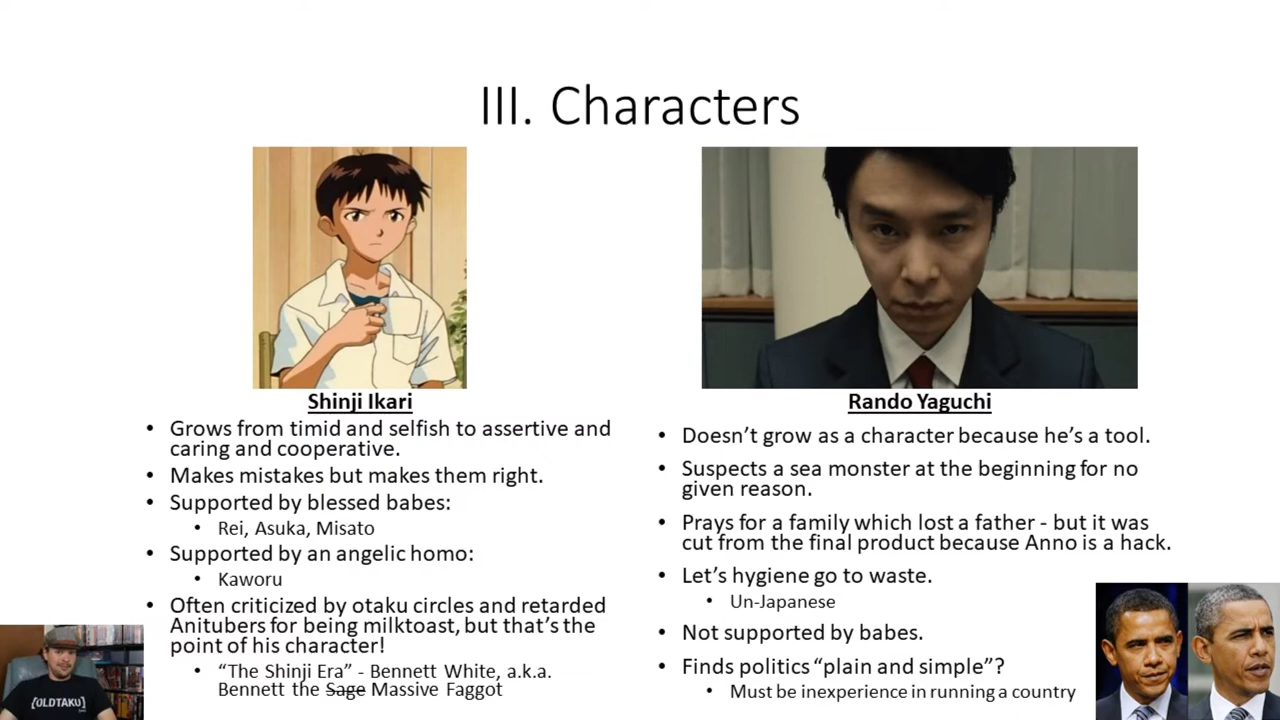 III. Characters
Shinji Ikari
• Grows from timid and selfish to assertive and
caring and cooperative.
• Makes mistakes but makes them right.
• Supported by blessed babes:
• Rei, Asuka, Misato
• Supported by an angelic homo:
• Kaworu
• Often criticized by otaku circles and retarded
Anitubers for being milktoast, but that’s the
point of his character!
• “The Shinji Era” - Bennett White, a.k.a.
Bennett the Sage Massive Faggot
Rando Yaguchi
• Doesn’t grow as a character because he’s a tool.
• Suspects a sea monster at the beginning for no
given reason.
• Prays for a family which lost a father - but it was
cut from the final product because Anno is a hack.
• Let’s hygiene go to waste.
• Un-Japanese
• Not supported by babes.
• Finds politics “plain and simple”?
• Must be inexperience in running a country
[OLDTAKU]